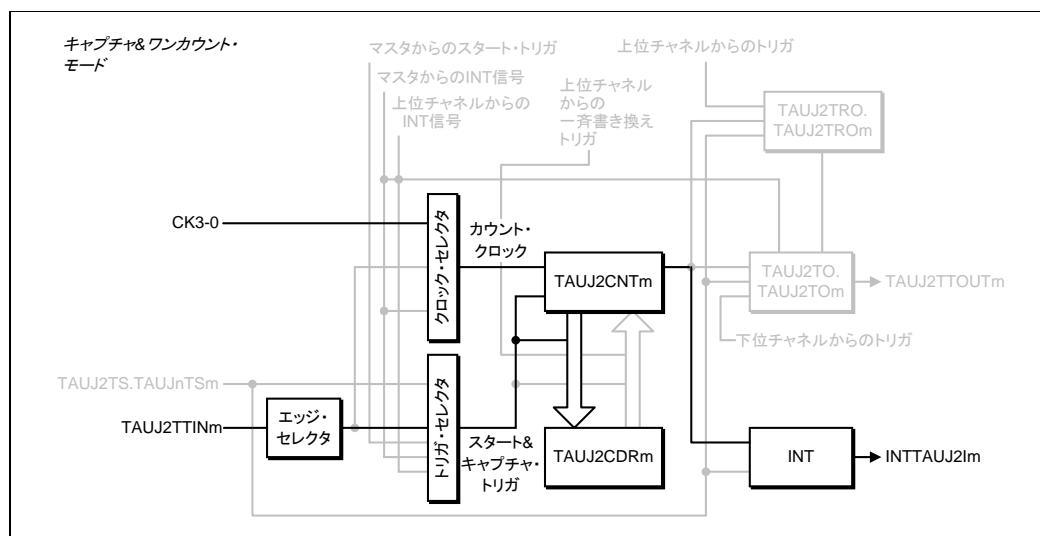 キャプチャ&ワンカウント・
モード
マスタからのスタート・トリガ
マスタからのINT信号
上位チャネルからの
INT信号
上位チャネル
からの
一斉書き換え
トリガ
上位チャネルからのトリガ
TAUJ2TRO.
TAUJ2TROm
CK3-0
クロック・セレクタ
カウント・
クロック
TAUJ2CNTm
TAUJ2TO.
TAUJ2TOm
TAUJ2TTOUTm
下位チャネルからのトリガ
TAUJ2TS.TAUJnTSm
TAUJ2TTINm
エッジ・
セレクタ
トリガ・セレクタ
スタート&
キャプチャ・
トリガ
TAUJ2CDRm
INT
INTTAUJ2Im